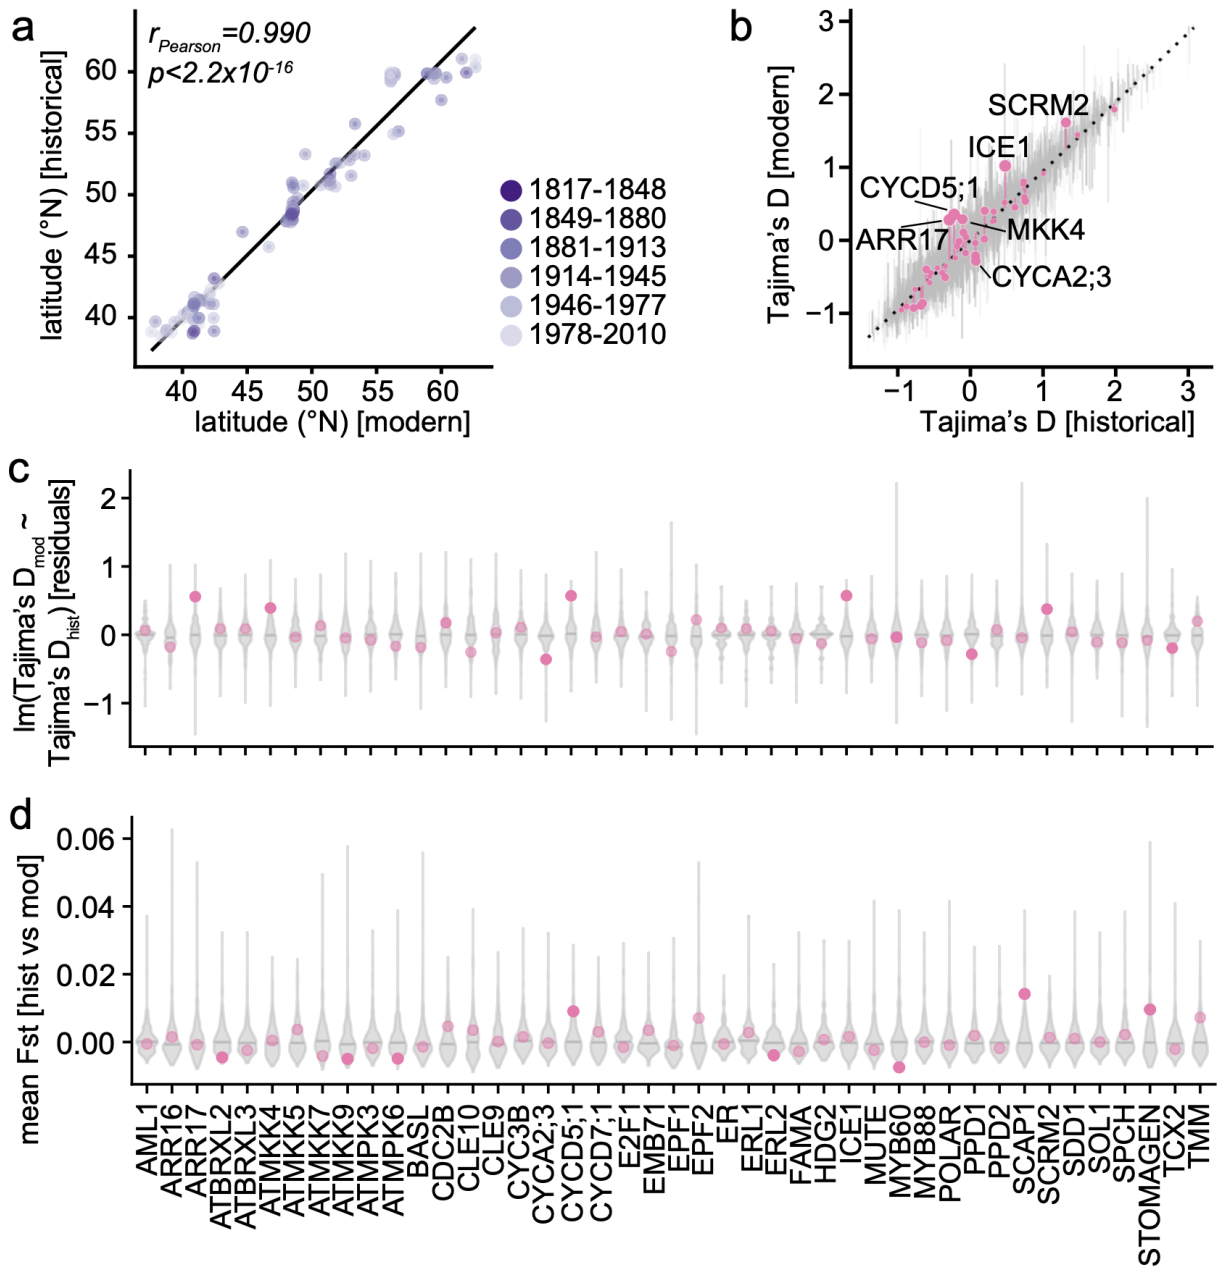 a
r_Pearson=0.990
p<2.2x10^-16
60
55
50
45
40
latitude (°N) [historical]
40 45 50 55 60
latitude (°N) [modern]
1817-1848
1849-1880
1881-1913
1914-1945
1946-1977
1978-2010
b
3
2
1
0
−1
Tajima’s D [modern]
SCRM2
ICE1
CYCD5;1
ARR17
MKK4
CYCA2;3
−1 0 1 2 3
Tajima’s D [historical]
c
lm(Tajima’s D_mod ~
Tajima’s D_hist) [residuals]
2
1
0
−1
d
mean Fst [hist vs mod]
0.06
0.04
0.02
0.00
AML1
ARR16
ARR17
ATBRXL2
ATBRXL3
ATMKK4
ATMKK5
ATMKK7
ATMKK9
ATMPK3
ATMPK6
BASL
CDC2B
CLE10
CLE9
CYC3B
CYCA2;3
CYCD5;1
CYCD7;1
E2F1
EMB71
EPF1
EPF2
ER
ERL1
ERL2
FAMA
HDG2
ICE1
MUTE
MYB60
MYB88
POLAR
PPD1
PPD2
SCAP1
SCRM2
SDD1
SOL1
SPCH
STOMAGEN
TCX2
TMM